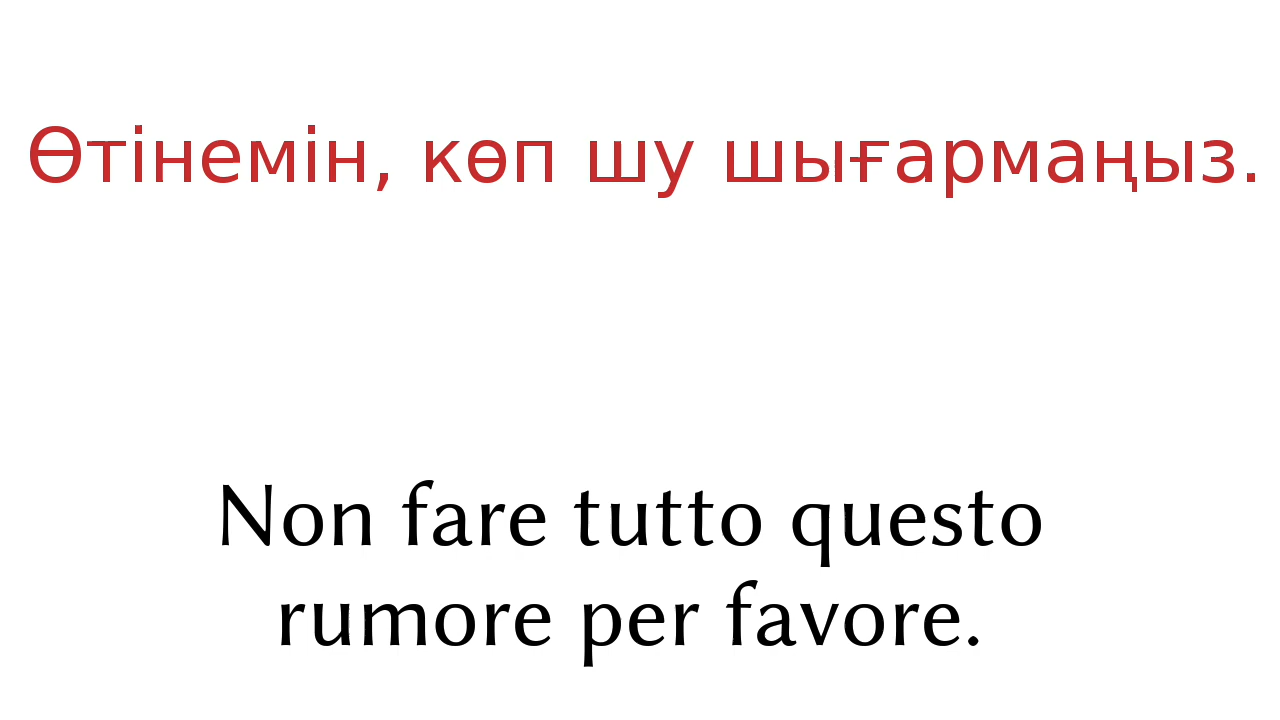 Өтінемін, көп шу шығармаңыз.
Non fare tutto questo
rumore per favore.